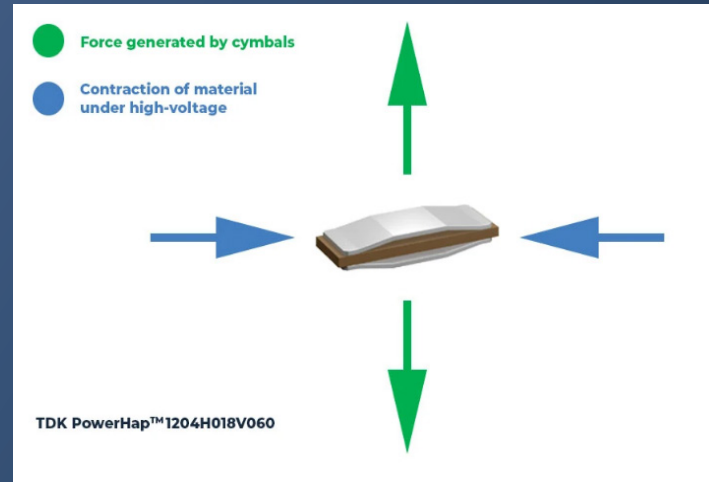 Force generated by cymbals
Contraction of material
under high-voltage
TDK PowerHap™1204H018V060